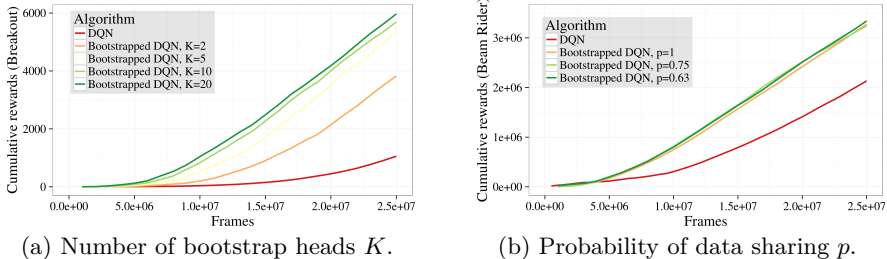 Cumulative rewards (Breakout)
6000
4000
2000
0
Algorithm
DQN
Bootstrapped DQN, K=2
Bootstrapped DQN, K=5
Bootstrapped DQN, K=10
Bootstrapped DQN, K=20
0.0e+00 5.0e+06 1.0e+07 1.5e+07 2.0e+07 2.5e+07
Frames
(a) Number of bootstrap heads K.
Cumulative rewards (Beam Rider)
3e+06
2e+06
1e+06
0e+00
Algorithm
DQN
Bootstrapped DQN, p=1
Bootstrapped DQN, p=0.75
Bootstrapped DQN, p=0.63
0.0e+00 5.0e+06 1.0e+07 1.5e+07 2.0e+07 2.5e+07
Frames
(b) Probability of data sharing p.